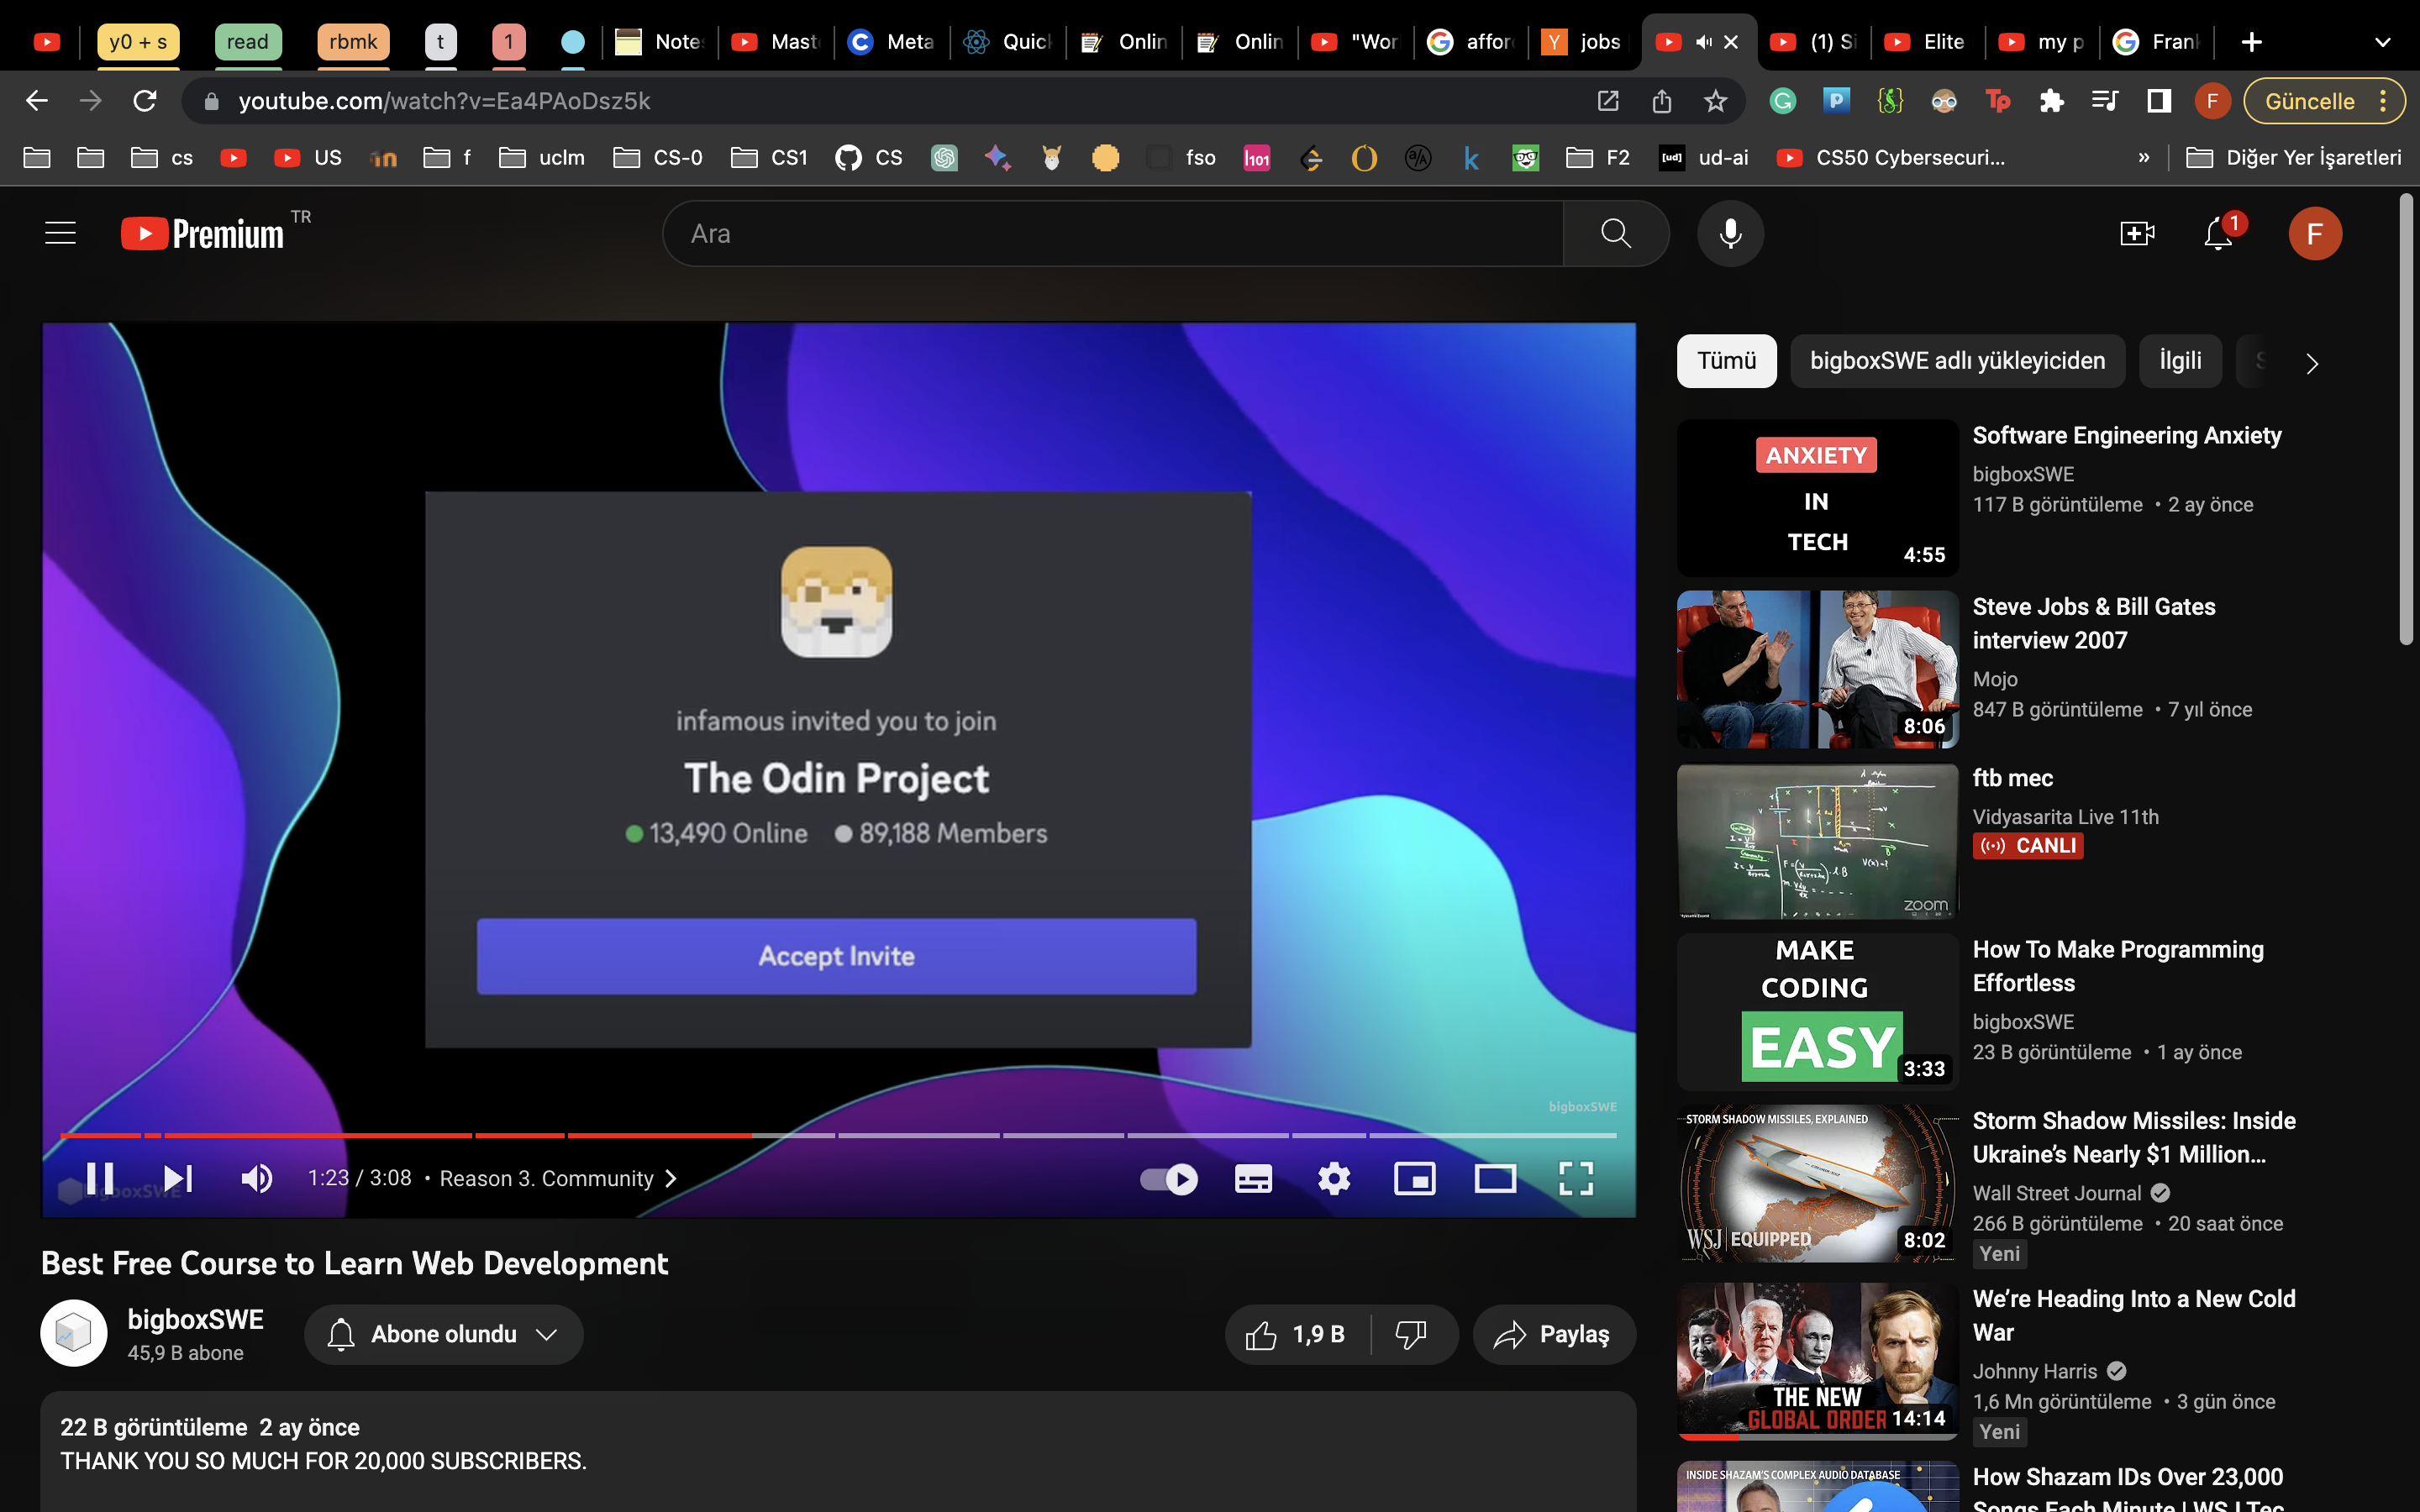 y0 + s
read
rbmk
t
1
Note
Mast
Meta
Quic
Onlin
Onlin
"Wor
affor
jobs
(1) Si
Elite
my p
Fran
youtube.com/watch?v=Ea4PAoDsz5k
Güncelle
cs
US
f
uclm
CS-0
CS1
CS
fso
F2
ud-ai
CS50 Cybersecuri...
»
Diğer Yer İşaretleri
Premium TR
Ara
1
F
infamous invited you to join
The Odin Project
13,490 Online
89,188 Members
Accept Invite
bigboxSWE
1:23 / 3:08 • Reason 3. Community
Best Free Course to Learn Web Development
bigboxSWE
45,9 B abone
Abone olundu
1,9 B
Paylaş
22 B görüntüleme 2 ay önce
THANK YOU SO MUCH FOR 20,000 SUBSCRIBERS.
Tümü
bigboxSWE adlı yükleyiciden
İlgili
ANXIETY
IN
TECH
4:55
Software Engineering Anxiety
bigboxSWE
117 B görüntüleme • 2 ay önce
8:06
Steve Jobs & Bill Gates
interview 2007
Mojo
847 B görüntüleme • 7 yıl önce
zoom
ftb mec
Vidyasarita Live 11th
CANLI
MAKE
CODING
EASY
3:33
How To Make Programming
Effortless
bigboxSWE
23 B görüntüleme • 1 ay önce
STORM SHADOW MISSILES, EXPLAINED
WSJ EQUIPPED
8:02
Storm Shadow Missiles: Inside
Ukraine's Nearly $1 Million...
Wall Street Journal
266 B görüntüleme • 20 saat önce
Yeni
THE NEW
GLOBAL ORDER
14:14
We're Heading Into a New Cold
War
Johnny Harris
1,6 Mn görüntüleme • 3 gün önce
Yeni
INSIDE SHAZAM'S COMPLEX AUDIO DATABASE
How Shazam IDs Over 23,000
Songs Each Minute | WSJ Tec